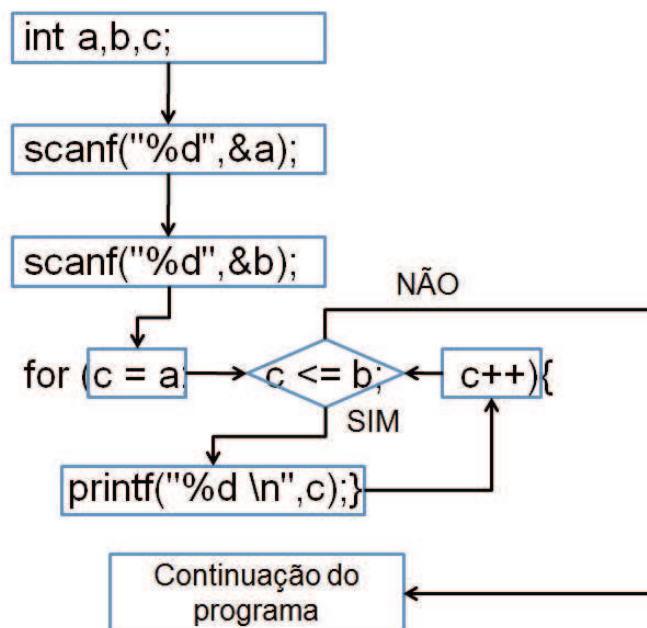 int a,b,c;
scanf("%d",&a);
scanf("%d",&b);
NÃO
for (c = a; c <= b; c++){
SIM
printf("%d \n",c);}
Continuação do
programa